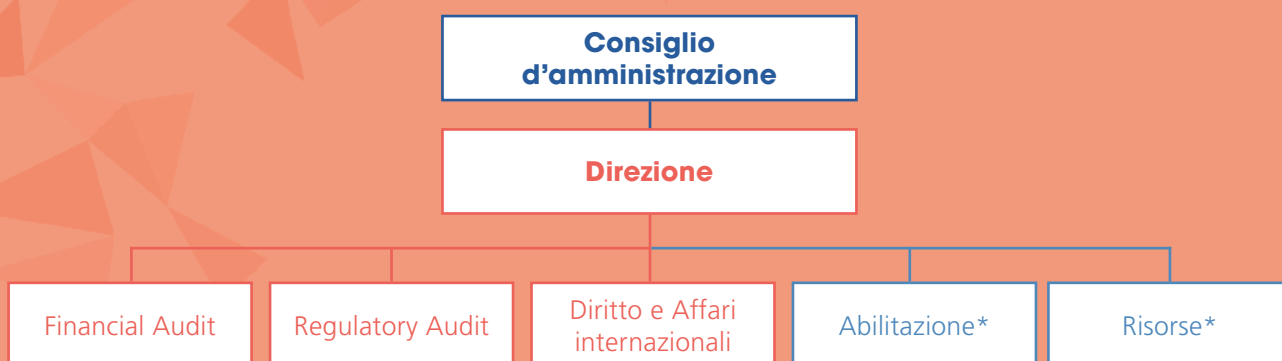 Consiglio
d’amministrazione
Direzione
Financial Audit
Regulatory Audit
Diritto e Affari
internazionali
Abilitazione*
Risorse*